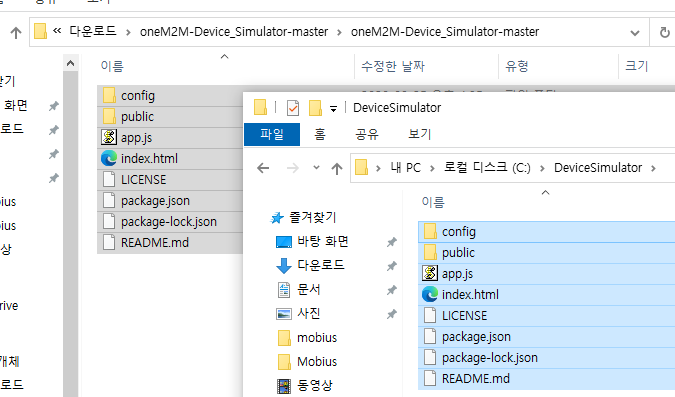 « 다운로드 > oneM2M-Device_Simulator-master > oneM2M-Device_Simulator-master
이름 수정한 날짜 유형 크기
config
public
app.js
index.html
LICENSE
package.json
package-lock.json
README.md
찾기
화면
로드
bius
bius
상
rive
개체
로드
DeviceSimulator
파일 홈 공유 보기
내 PC > 로컬 디스크 (C:) > DeviceSimulator >
이름
즐겨찾기
바탕 화면
다운로드
문서
사진
mobius
Mobius
동영상
config
public
app.js
index.html
LICENSE
package.json
package-lock.json
README.md